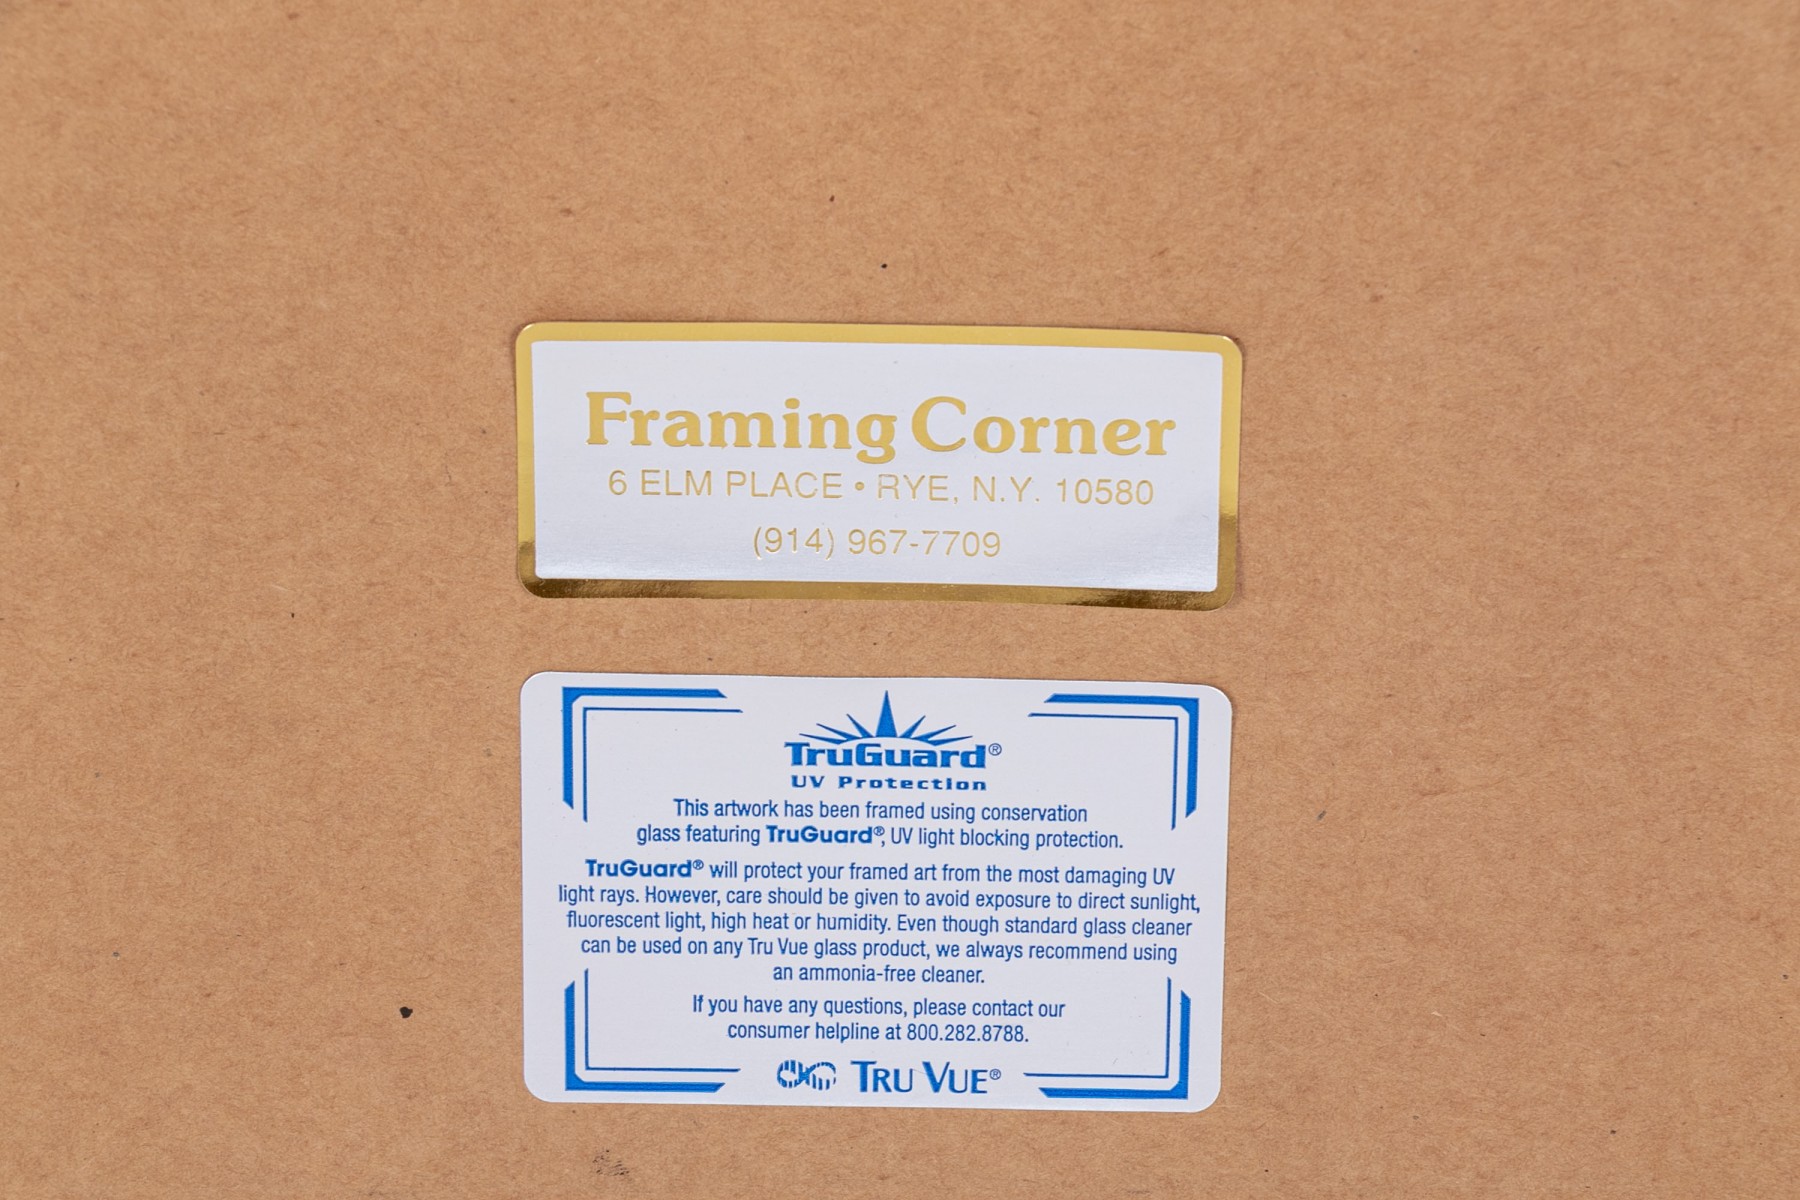 Framing Corner
6 ELM PLACE • RYE, N.Y. 10580
(914) 967-7709
TruGuard®
UV Protection
This artwork has been framed using conservation
glass featuring TruGuard®, UV light blocking protection.
TruGuard® will protect your framed art from the most damaging UV
light rays. However, care should be given to avoid exposure to direct sunlight,
fluorescent light, high heat or humidity. Even though standard glass cleaner
can be used on any Tru Vue glass product, we always recommend using
an ammonia-free cleaner.
If you have any questions, please contact our
consumer helpline at 800.282.8788.
TRU VUE®